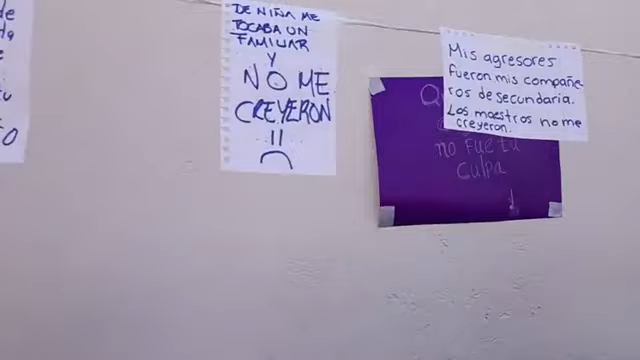 DE NIÑA ME
TOCABA UN
FAMILIAR
Y
NO ME
CREYERON
!!
Mis agresores
fueron mis compañe-
ros de secundaria.
Los maestros no me
creyeron.
no fue tu
culpa